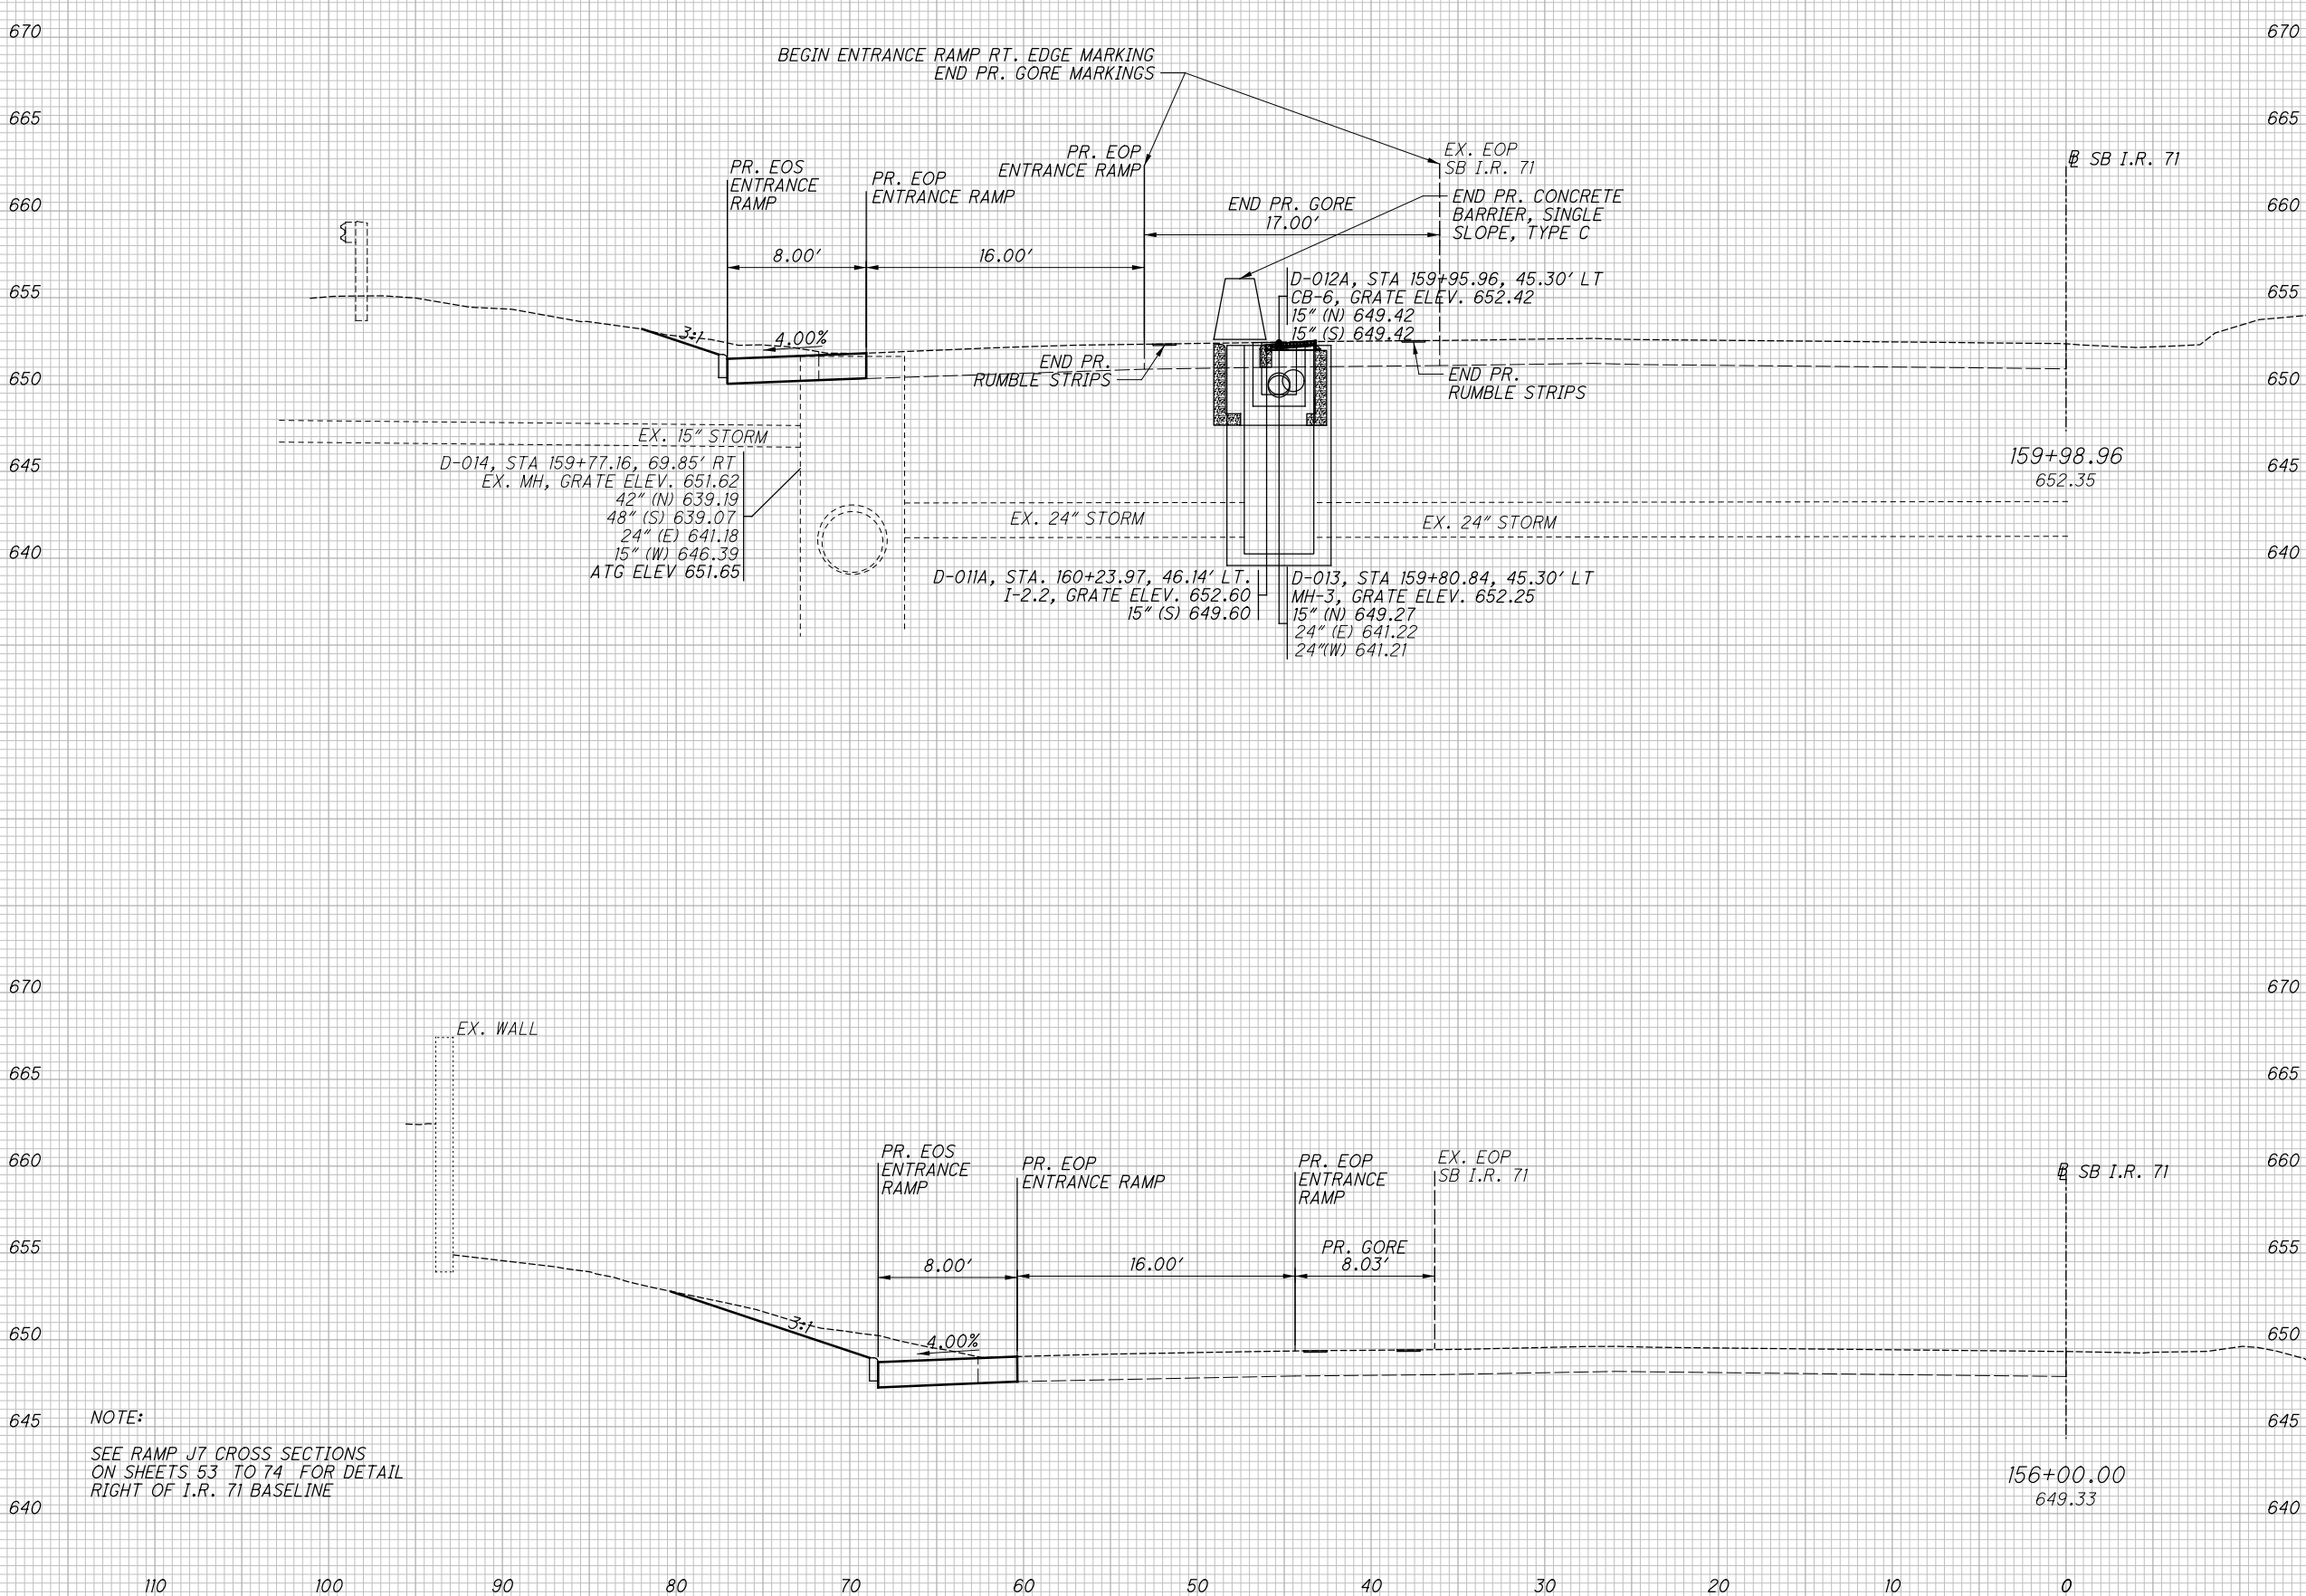 670
670
BEGIN ENTRANCE RAMP RT. EDGE MARKING
END PR. GORE MARKINGS
665
665
PR. EOS
ENTRANCE
RAMP
PR. EOP
ENTRANCE RAMP
PR. EOP
ENTRANCE RAMP
EX. EOP
SB I.R. 71
℄ SB I.R. 71
END PR. CONCRETE
BARRIER, SINGLE
SLOPE, TYPE C
660
660
END PR. GORE
17.00'
8.00'
16.00'
655
655
D-012A, STA 159+95.96, 45.30' LT
CB-6, GRATE ELEV. 652.42
15" (N) 649.42
15" (S) 649.42
3:1
4.00%
END PR.
RUMBLE STRIPS
END PR.
RUMBLE STRIPS
650
650
EX. 15" STORM
645
645
D-014, STA 159+77.16, 69.85' RT
EX. MH, GRATE ELEV. 651.62
42" (N) 639.19
48" (S) 639.07
24" (E) 641.18
15" (W) 646.39
ATG ELEV 651.65
159+98.96
652.35
EX. 24" STORM
EX. 24" STORM
640
640
D-011A, STA. 160+23.97, 46.14' LT.
I-2.2, GRATE ELEV. 652.60
15" (S) 649.60
D-013, STA 159+80.84, 45.30' LT
MH-3, GRATE ELEV. 652.25
15" (N) 649.27
24" (E) 641.22
24"(W) 641.21
670
670
EX. WALL
665
665
660
660
PR. EOS
ENTRANCE
RAMP
PR. EOP
ENTRANCE RAMP
PR. EOP
ENTRANCE
RAMP
EX. EOP
SB I.R. 71
℄ SB I.R. 71
655
655
8.00'
16.00'
PR. GORE
8.03'
650
650
3:1
4.00%
645
645
NOTE:
SEE RAMP J7 CROSS SECTIONS
ON SHEETS 53 TO 74 FOR DETAIL
RIGHT OF I.R. 71 BASELINE
156+00.00
649.33
640
640
110 100 90 80 70 60 50 40 30 20 10 0